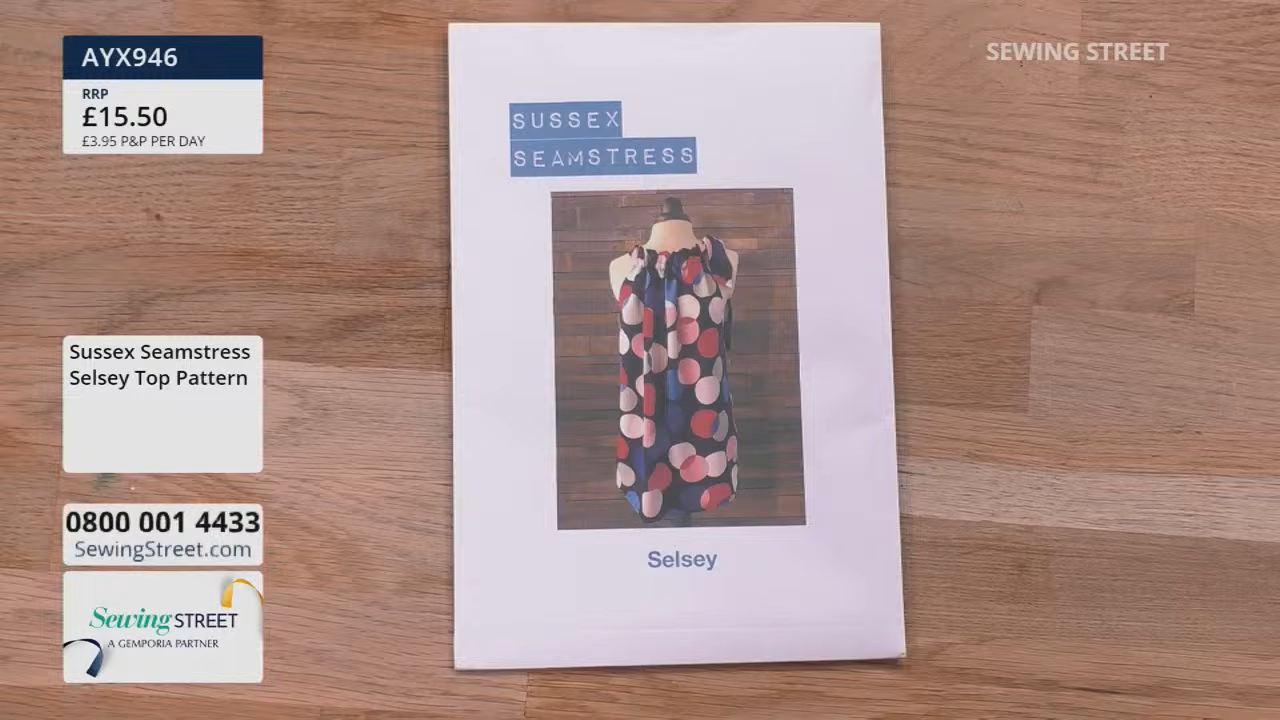 AYX946
RRP
£15.50
£3.95 P&P PER DAY
SEWING STREET
SUSSEX
SEAMSTRESS
Selsey
Sussex Seamstress
Selsey Top Pattern
0800 001 4433
SewingStreet.com
Sewing STREET
A GEMPORIA PARTNER